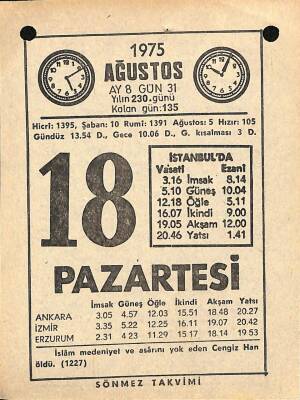 1975
AĞUSTOS
AY 8 GÜN 31
Yılın 230.günü
Kalan gün:135
Hicri: 1395, Şaban: 10 Rumi: 1391 Ağustos: 5 Hızır: 105
Gündüz 13.54 D., Gece 10.06 D., G. kısalması 3 D.
18
İSTANBUL'DA
Vasati Ezani
3.16 İmsak 8.14
5.10 Güneş 10.04
12.18 Öğle 5.11
16.07 İkindi 9.00
19.05 Akşam 12.00
20.46 Yatsı 1.41
PAZARTESİ
İmsak Güneş Öğle İkindi Akşam Yatsı
ANKARA 3.05 4.57 12.03 15.51 18.48 20.27
İZMİR 3.35 5.22 12.25 16.11 19.07 20.42
ERZURUM 2.31 4.23 11.29 15.17 18.14 19.53
İslâm medeniyet ve asârını yok eden Cengiz Han
öldü. (1227)
SÖNMEZ TAKVİMİ